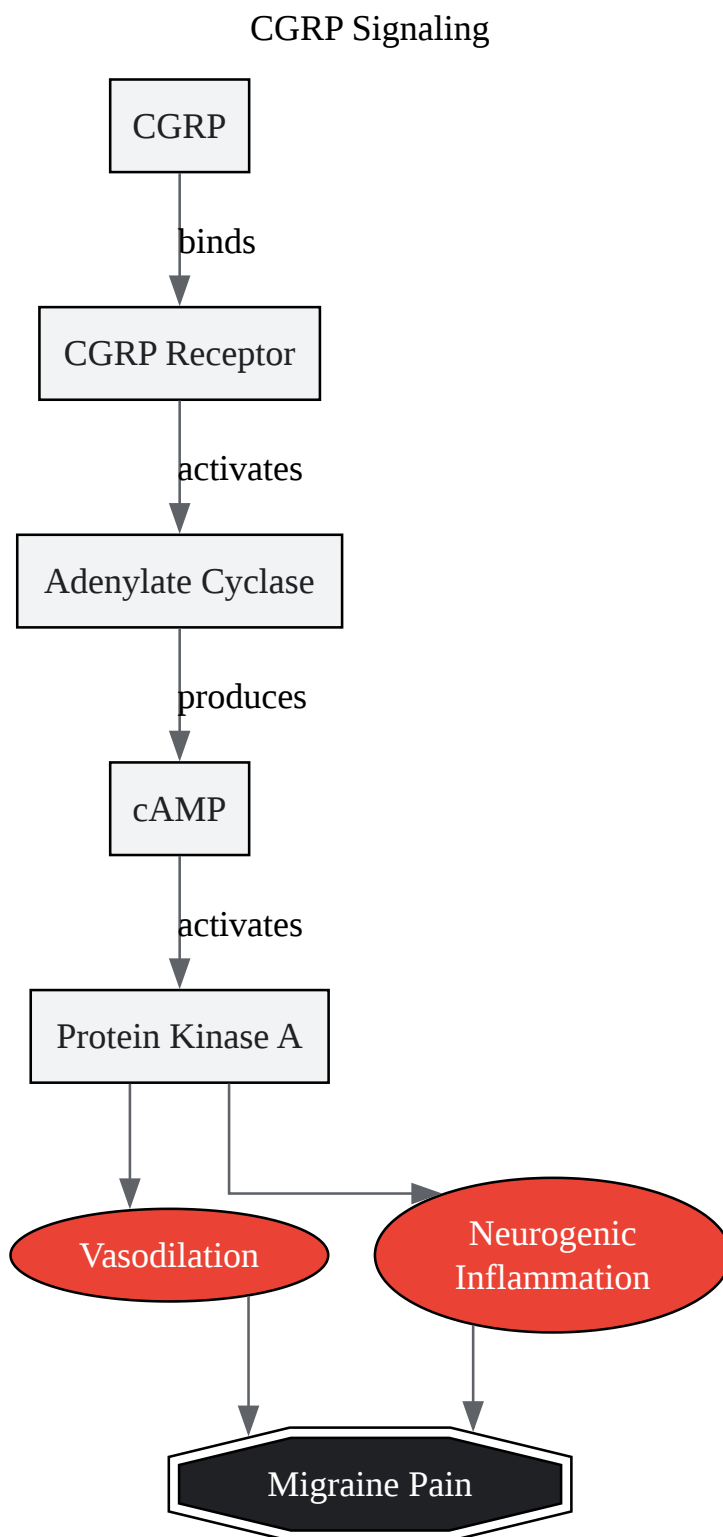 CGRP Signaling
CGRP
binds
CGRP Receptor
activates
Adenylate Cyclase
produces
cAMP
activates
Protein Kinase A
Vasodilation
Neurogenic
Inflammation
Migraine Pain